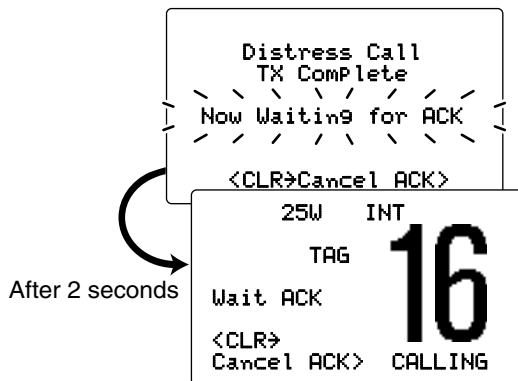 Distress Call
TX Complete
Now Waiting for ACK
<CLR→Cancel ACK>
After 2 seconds
25W INT
TAG
16
Wait ACK
<CLR→
Cancel ACK>
CALLING